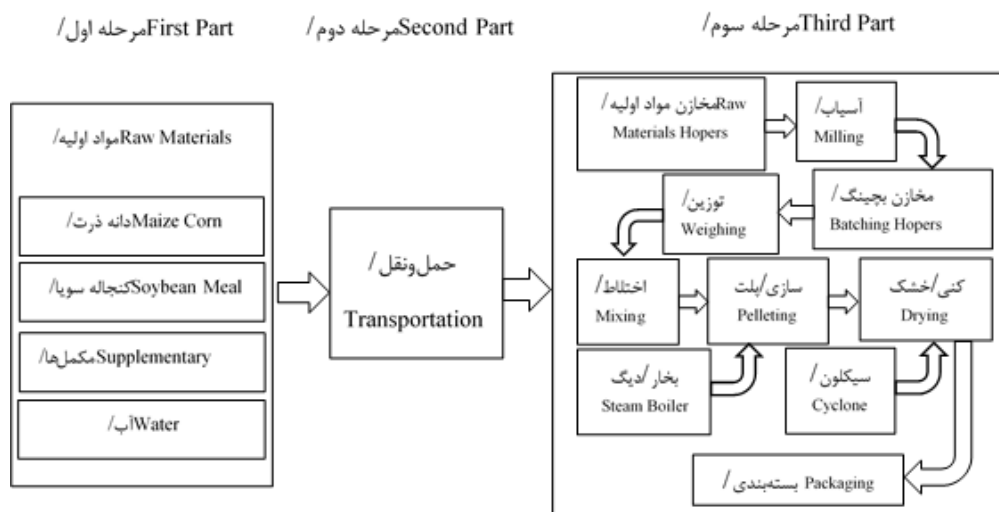 مرحله اول/First Part
مرحله دوم/Second Part
مرحله سوم/Third Part
مواد اولیه/Raw Materials
دانه ذرت/Maize Corn
کنجاله سویا/Soybean Meal
مکمل‌ها/Supplementary
آب/Water
حمل‌ونقل/
Transportation
مخازن مواد اولیه/Raw
Materials Hopers
آسیاب/
Milling
مخازن بچینگ/
Batching Hopers
توزین/
Weighing
اختلاط/
Mixing
سازی/پلت
Pelleting
کنی/خشک
Drying
بخار/دیگ
Steam Boiler
سیکلون/
Cyclone
بسته‌بندی/ Packaging